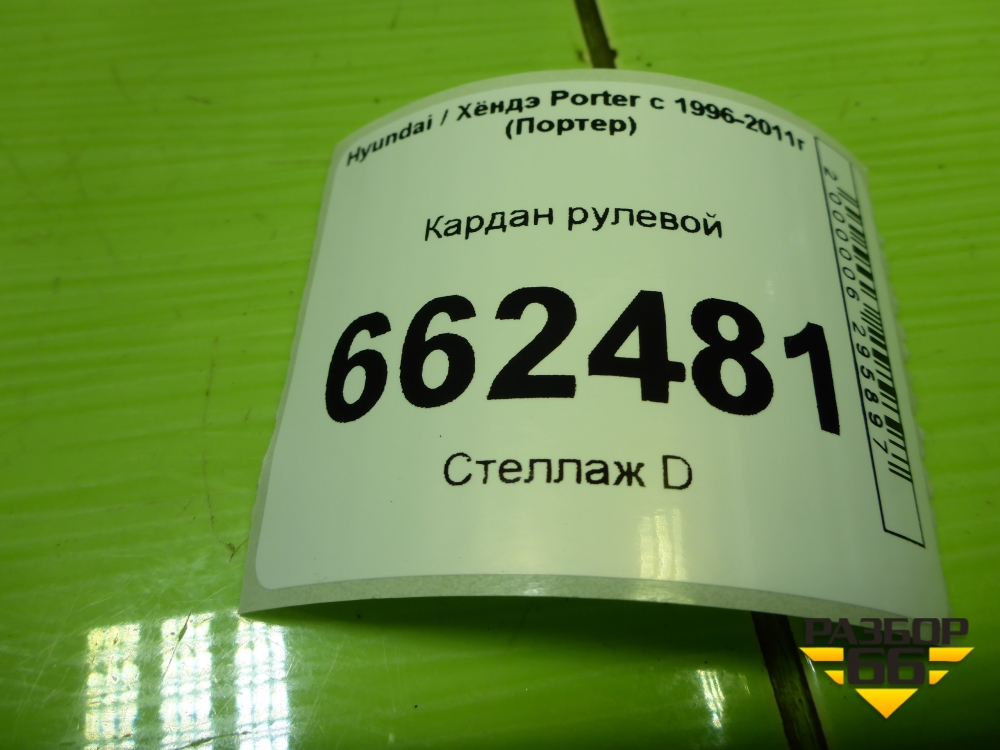 Hyundai / Хёндэ Porter с 1996-2011г
(Портер)
Кардан рулевой
662481
Стеллаж D
2000006295897
РАЗБОР
66